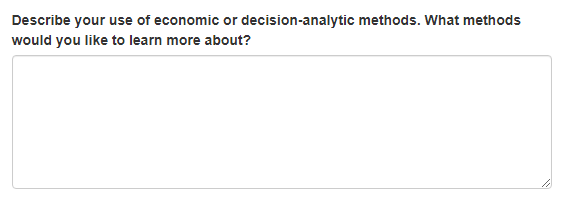 Describe your use of economic or decision-analytic methods. What methods
would you like to learn more about?